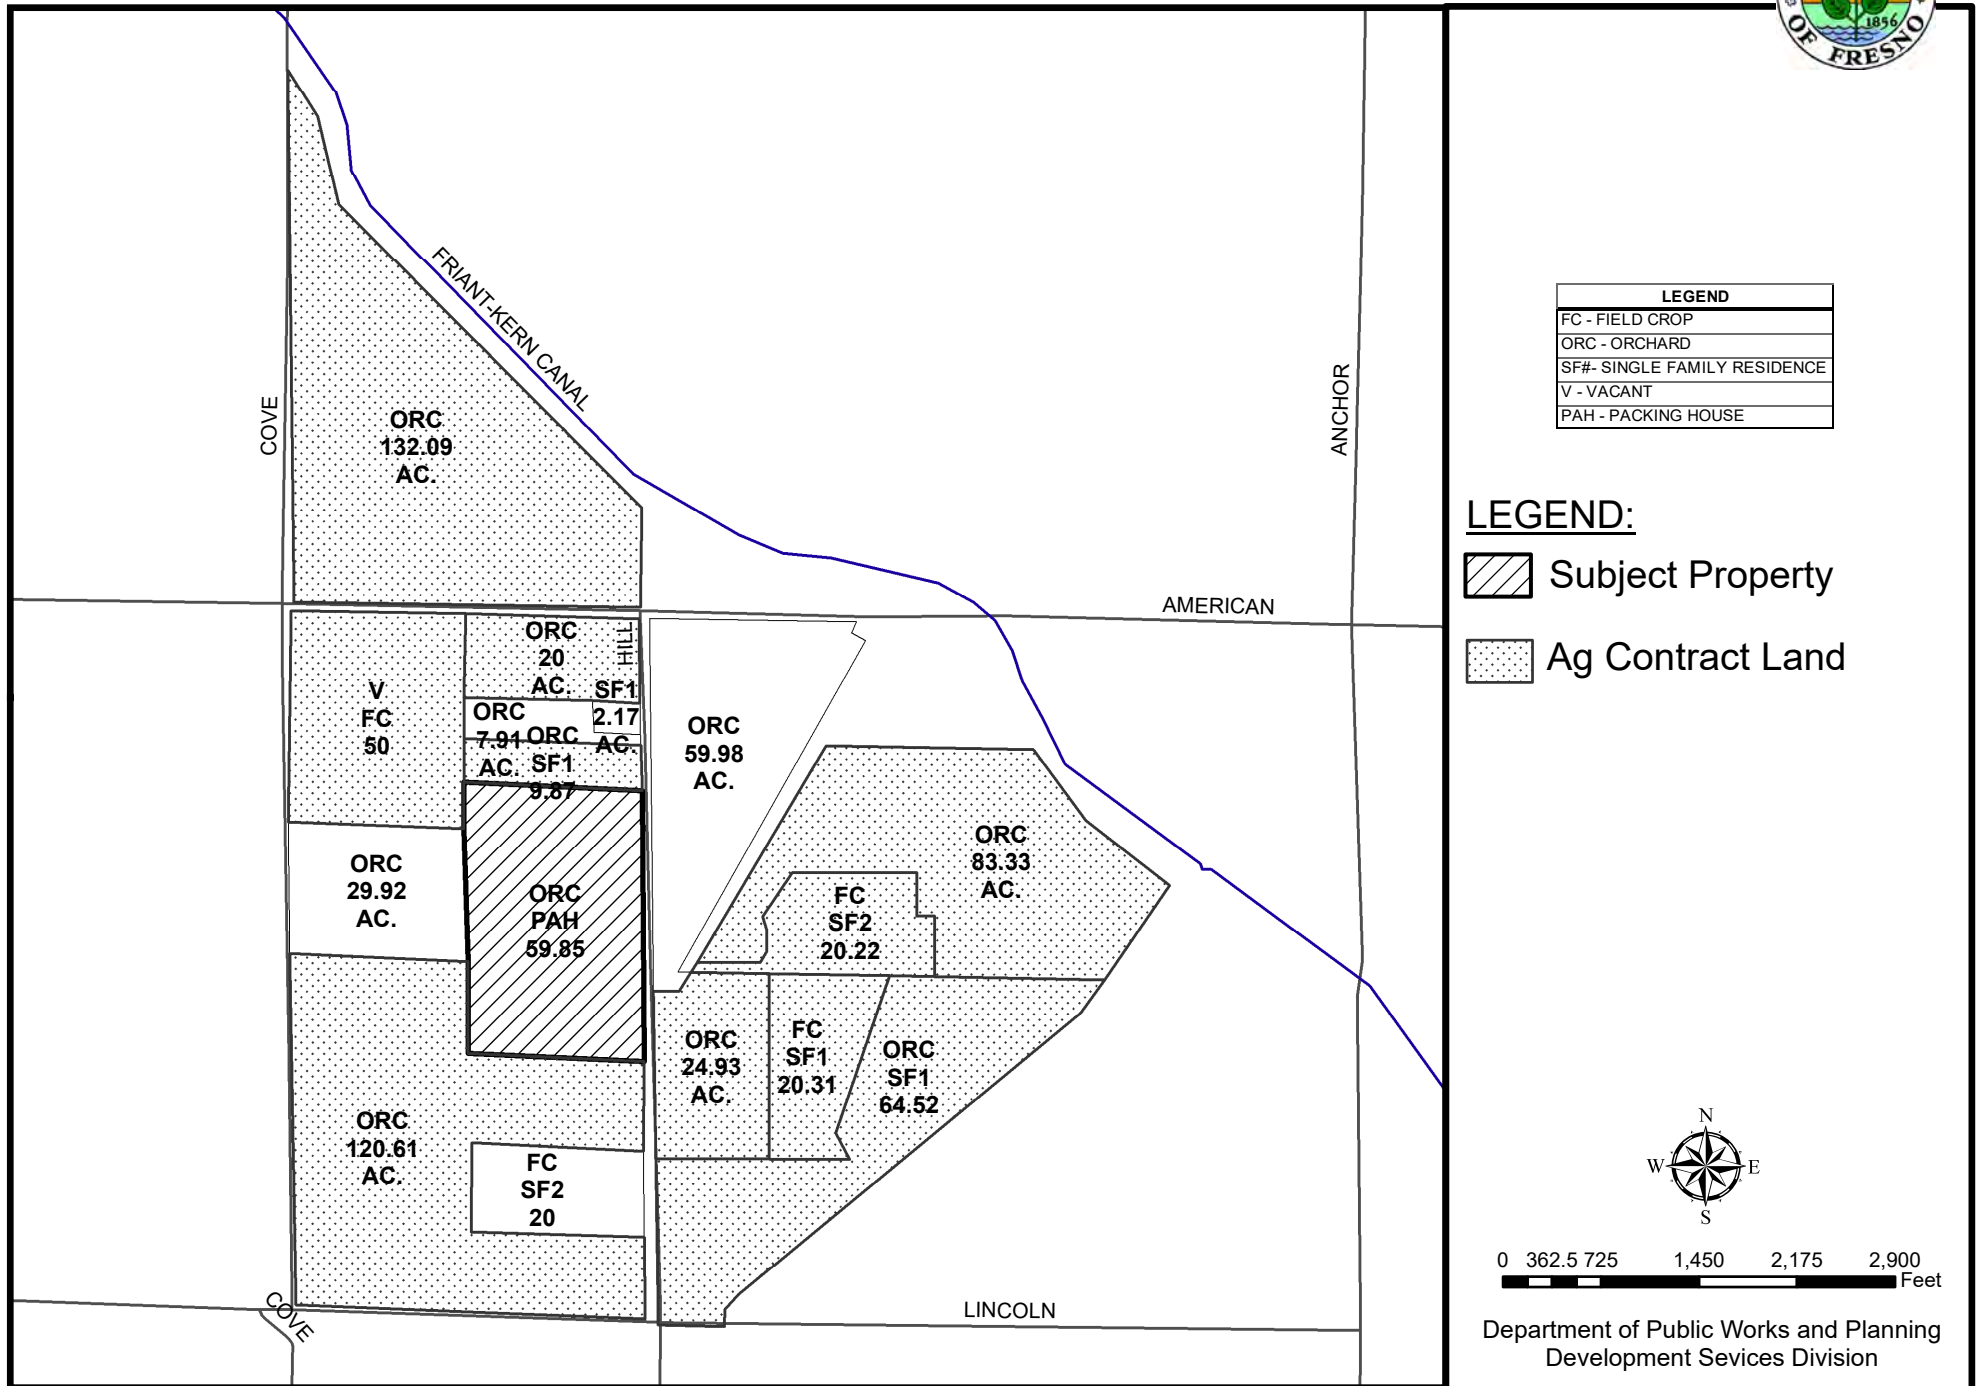 1856
OF FRESNO
FRIANT-KERN CANAL
COVE
ANCHOR
ORC
132.09
AC.
AMERICAN
HILL
ORC
20
AC.
SF1
2.17
AC.
V
FC
50
ORC
7.91
AC.
ORC
SF1
9.87
ORC
59.98
AC.
ORC
83.33
AC.
ORC
29.92
AC.
ORC
PAH
59.85
FC
SF2
20.22
ORC
24.93
AC.
FC
SF1
20.31
ORC
SF1
64.52
ORC
120.61
AC.
FC
SF2
20
COVE
LINCOLN
LEGEND
FC - FIELD CROP
ORC - ORCHARD
SF#- SINGLE FAMILY RESIDENCE
V - VACANT
PAH - PACKING HOUSE
LEGEND:
Subject Property
Ag Contract Land
N
W E
S
0 362.5 725 1,450 2,175 2,900
Feet
Department of Public Works and Planning
Development Sevices Division